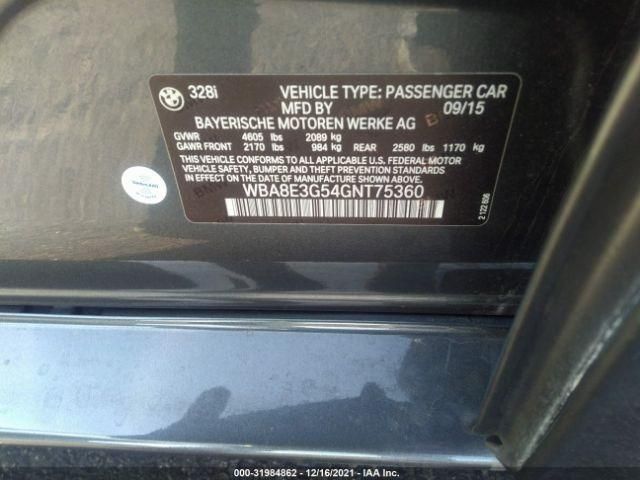 328i VEHICLE TYPE: PASSENGER CAR
MFD BY 09/15
BAYERISCHE MOTOREN WERKE AG
GVWR 4605 lbs 2089 kg
GAWR FRONT 2170 lbs 984 kg REAR 2580 lbs 1170 kg
THIS VEHICLE CONFORMS TO ALL APPLICABLE U.S. FEDERAL MOTOR
VEHICLE SAFETY, BUMPER, AND THEFT PREVENTION STANDARDS
IN EFFECT ON THE DATE OF MANUFACTURE SHOWN ABOVE.
WBA8E3G54GNT75360
2 122 606
000-31984862 - 12/16/2021 - IAA Inc.